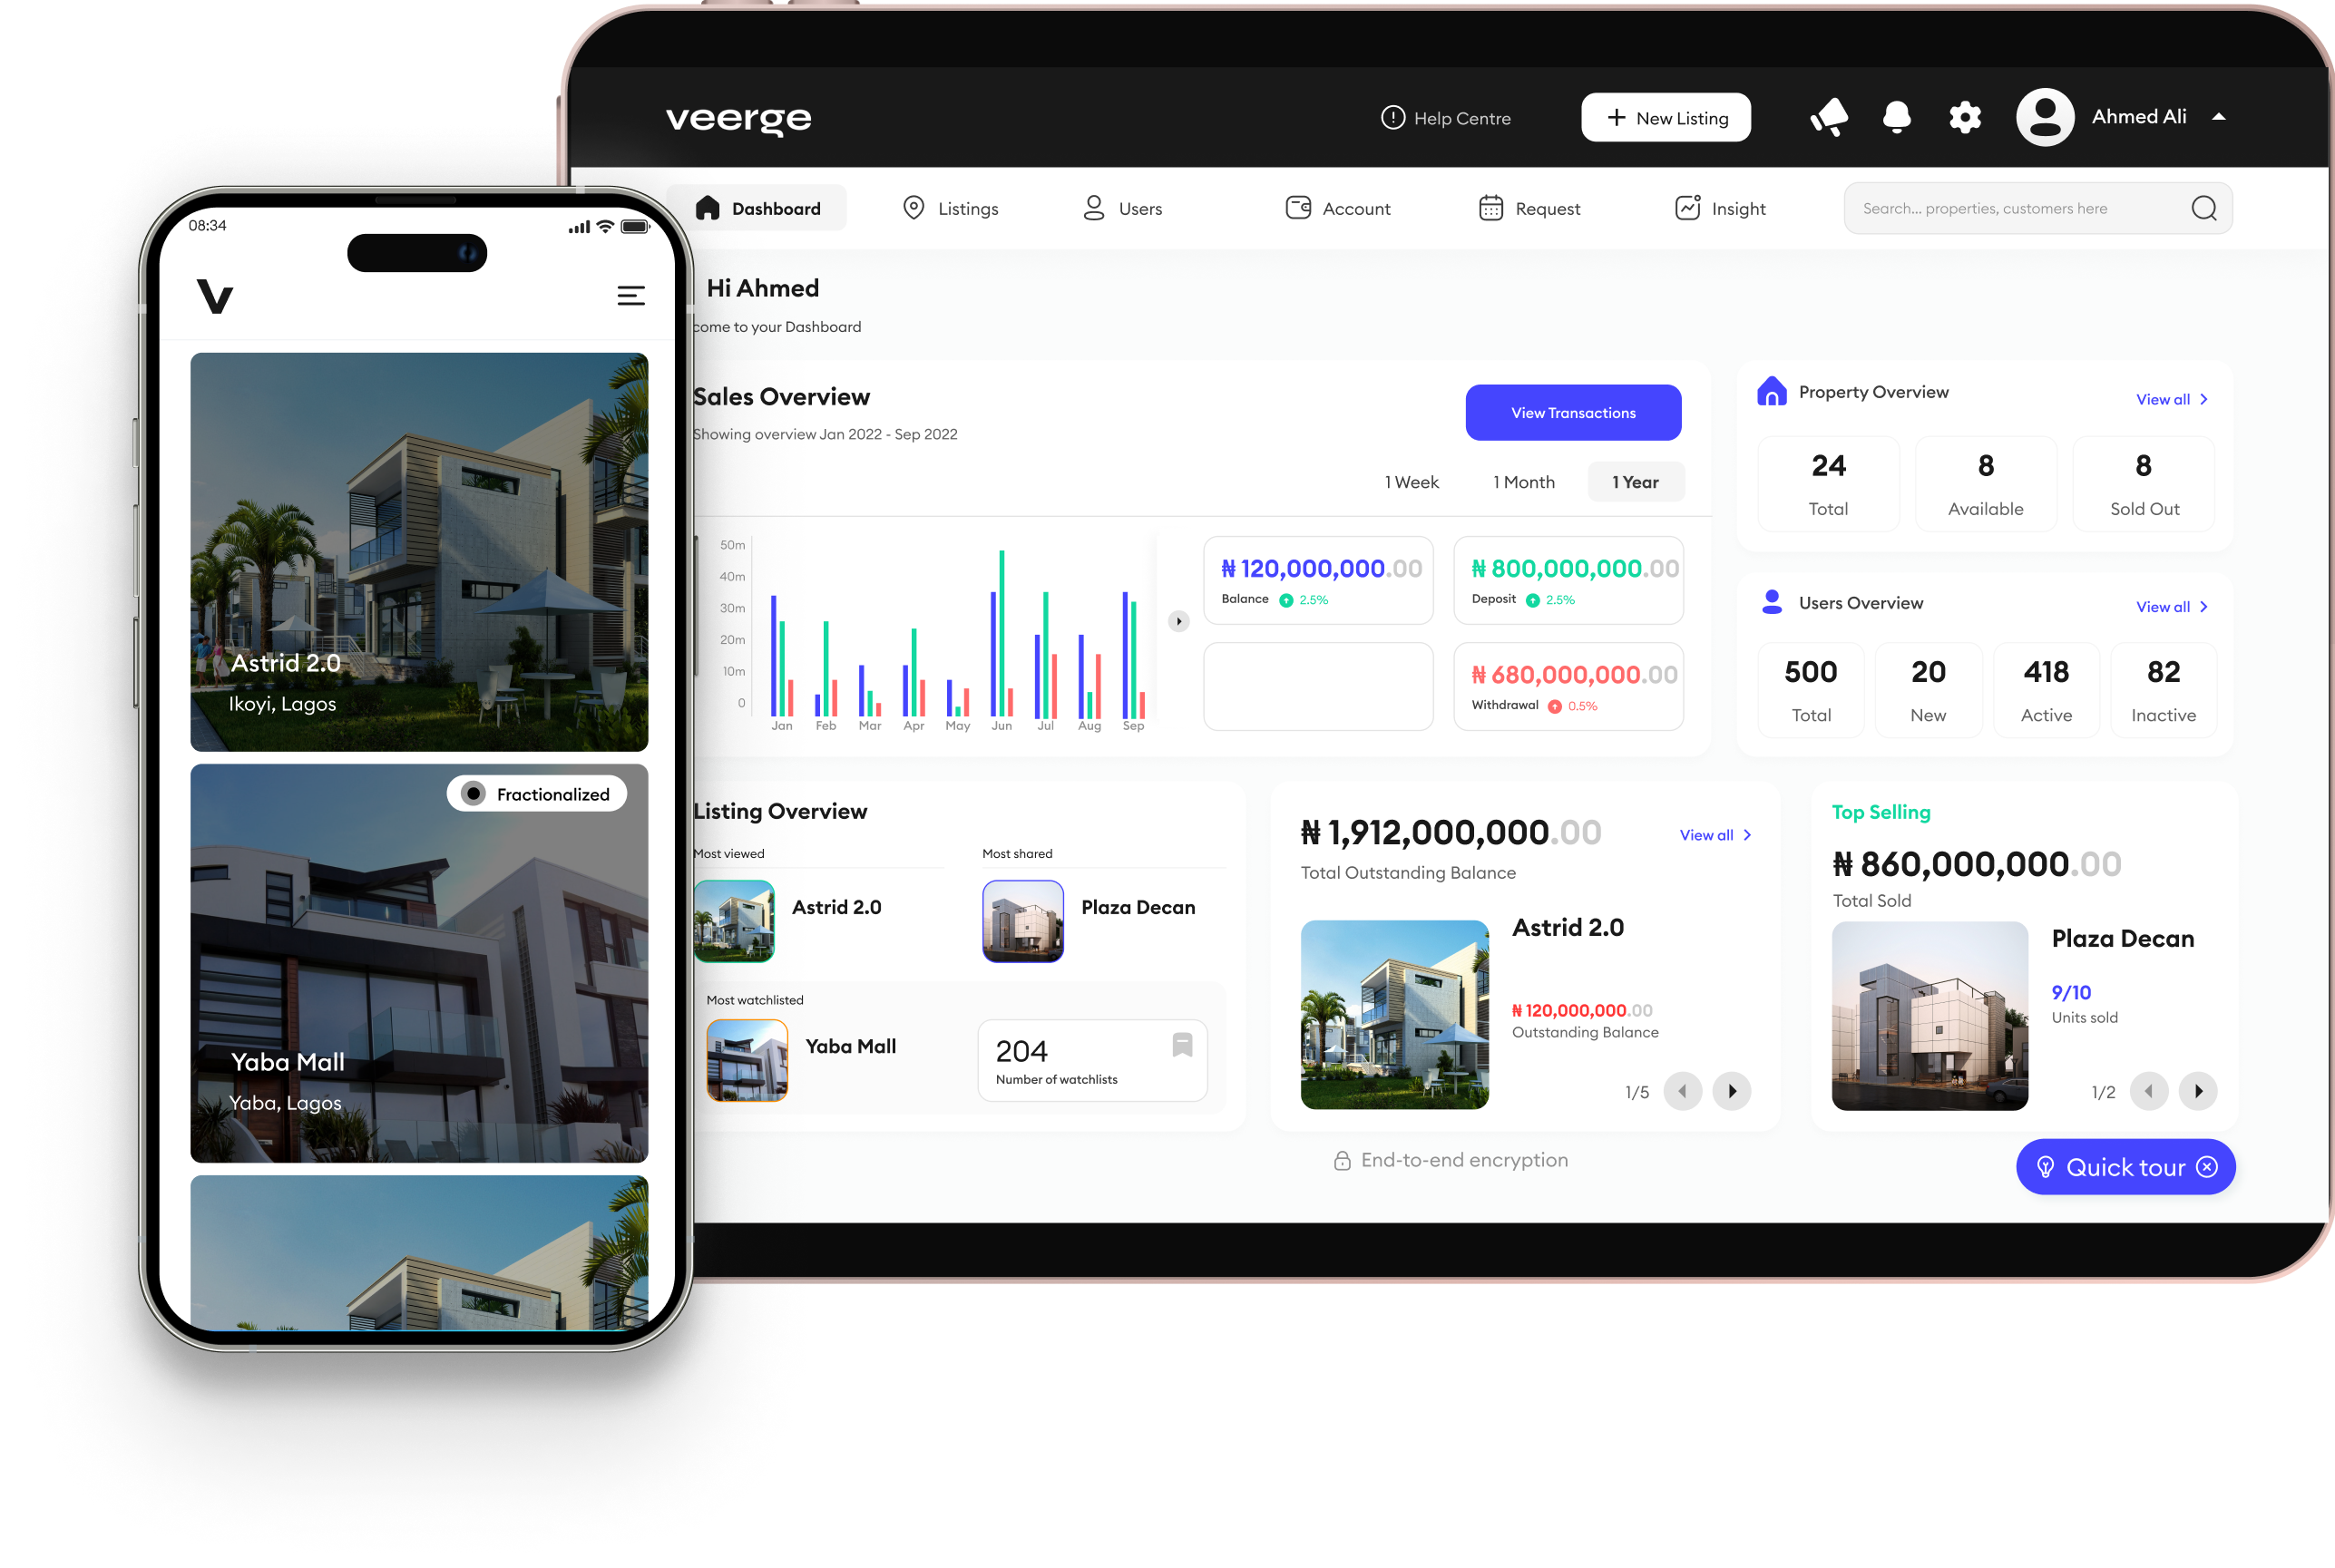 veerge
Help Centre
+ New Listing
Ahmed Ali
Dashboard
Listings
Users
Account
Request
Insight
Search... properties, customers here
Hi Ahmed
come to your Dashboard
Sales Overview
Showing overview Jan 2022 - Sep 2022
View Transactions
1 Week
1 Month
1 Year
50m
40m
30m
20m
10m
0
Jan Feb Mar Apr May Jun Jul Aug Sep
₦ 120,000,000.00
Balance 2.5%
₦ 800,000,000.00
Deposit 2.5%
₦ 680,000,000.00
Withdrawal 0.5%
Property Overview
View all
24
Total
8
Available
8
Sold Out
Users Overview
View all
500
Total
20
New
418
Active
82
Inactive
Listing Overview
Most viewed
Astrid 2.0
Most shared
Plaza Decan
Most watchlisted
Yaba Mall
204
Number of watchlists
₦ 1,912,000,000.00
View all
Total Outstanding Balance
Astrid 2.0
₦ 120,000,000.00
Outstanding Balance
1/5
Top Selling
₦ 860,000,000.00
Total Sold
Plaza Decan
9/10
Units sold
1/2
End-to-end encryption
Quick tour
08:34
V
Astrid 2.0
Ikoyi, Lagos
Fractionalized
Yaba Mall
Yaba, Lagos